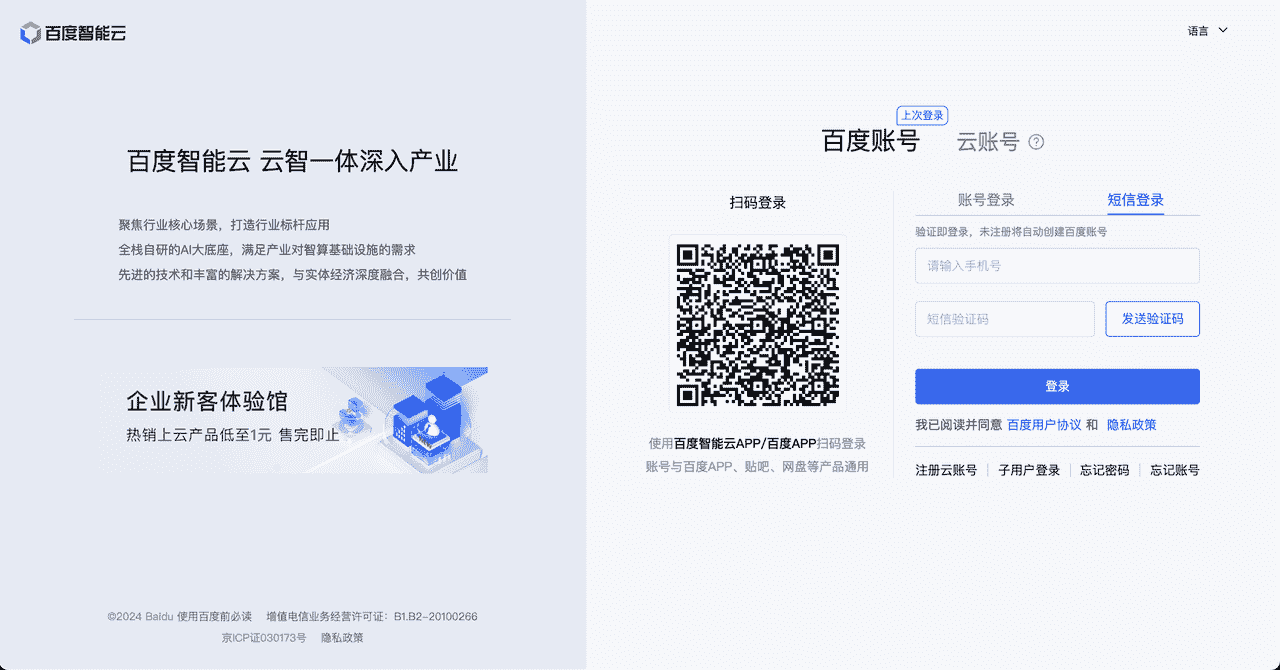 百度智能云
语言
百度智能云 云智一体深入产业
聚焦行业核心场景，打造行业标杆应用
全栈自研的AI大底座，满足产业对智算基础设施的需求
先进的技术和丰富的解决方案，与实体经济深度融合，共创价值
企业新客体验馆
热销上云产品低至1元 售完即止
©2024 Baidu 使用百度前必读 增值电信业务经营许可证：B1.B2-20100266
京ICP证030173号 隐私政策
上次登录
百度账号 云账号 ?
扫码登录
使用百度智能云APP/百度APP扫码登录
账号与百度APP、贴吧、网盘等产品通用
账号登录 短信登录
验证即登录，未注册将自动创建百度账号
请输入手机号
短信验证码 发送验证码
登录
我已阅读并同意 百度用户协议 和 隐私政策
注册云账号 子用户登录 忘记密码 忘记账号